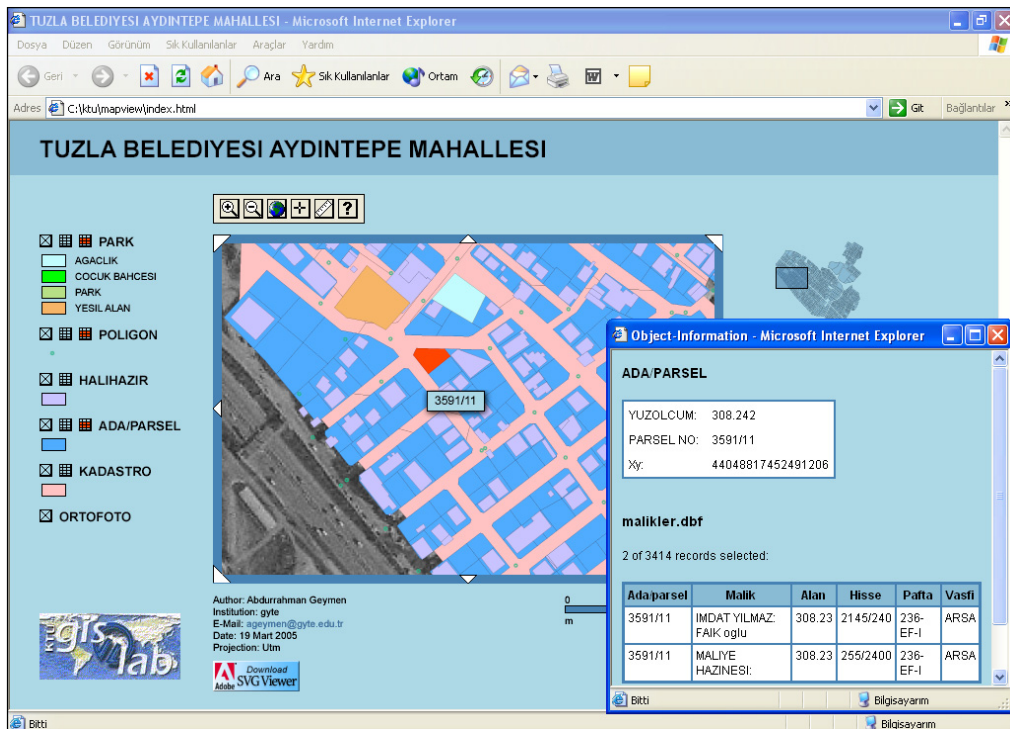 TUZLA BELEDIYESI AYDINTEPE MAHALLESI - Microsoft Internet Explorer
Dosya Düzen Görünüm Sık Kullanılanlar Araçlar Yardım
Geri Ara Sık Kullanılanlar Ortam
Adres C:\ktu\mapview\index.html Git Bağlantılar
TUZLA BELEDIYESI AYDINTEPE MAHALLESI
PARK
AGACLIK
COCUK BAHCESI
PARK
YESIL ALAN
POLIGON
HALIHAZIR
ADA/PARSEL
KADASTRO
ORTOFOTO
3591/11
Author: Abdurrahman Geymen
Institution: gyte
E-Mail: ageymen@gyte.edu.tr
Date: 19 Mart 2005
Projection: Utm
0
m
KTU gis lab
Download
Adobe SVG Viewer
Object-Information - Microsoft Internet Explorer
ADA/PARSEL
YUZOLCUM: 308.242
PARSEL NO: 3591/11
Xy: 44048817452491206
malikler.dbf
2 of 3414 records selected:
Ada/parsel Malik Alan Hisse Pafta Vasfi
3591/11 IMDAT YILMAZ: FAIK oglu 308.23 2145/240 236-EF-I ARSA
3591/11 MALIYE HAZINESI: 308.23 255/2400 236-EF-I ARSA
Bitti Bilgisayarım
Bitti Bilgisayarım